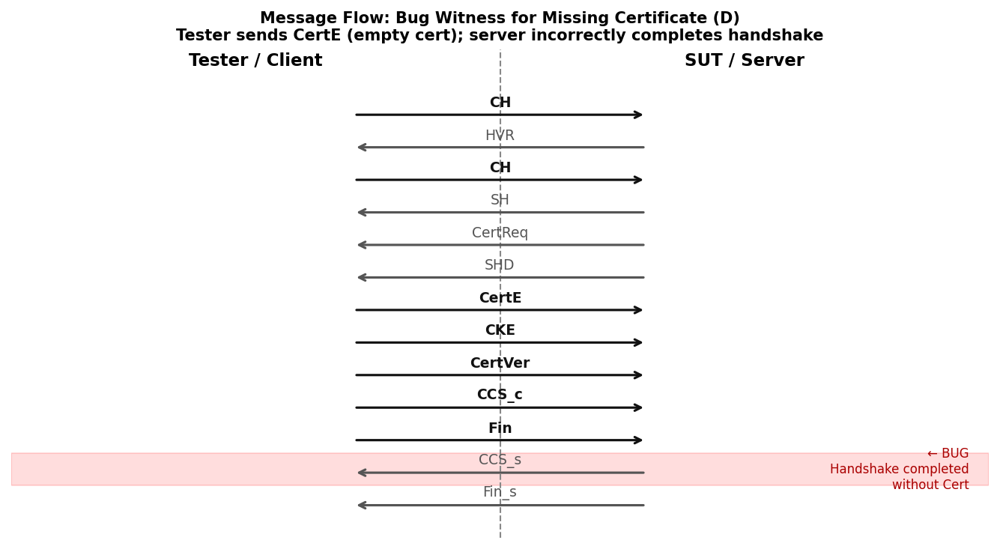 Message Flow: Bug Witness for Missing Certificate (D)
Tester sends CertE (empty cert); server incorrectly completes handshake
Tester / Client
SUT / Server
CH
HVR
CH
SH
CertReq
SHD
CertE
CKE
CertVer
CCS_c
Fin
CCS_s
← BUG
Handshake completed
without Cert
Fin_s